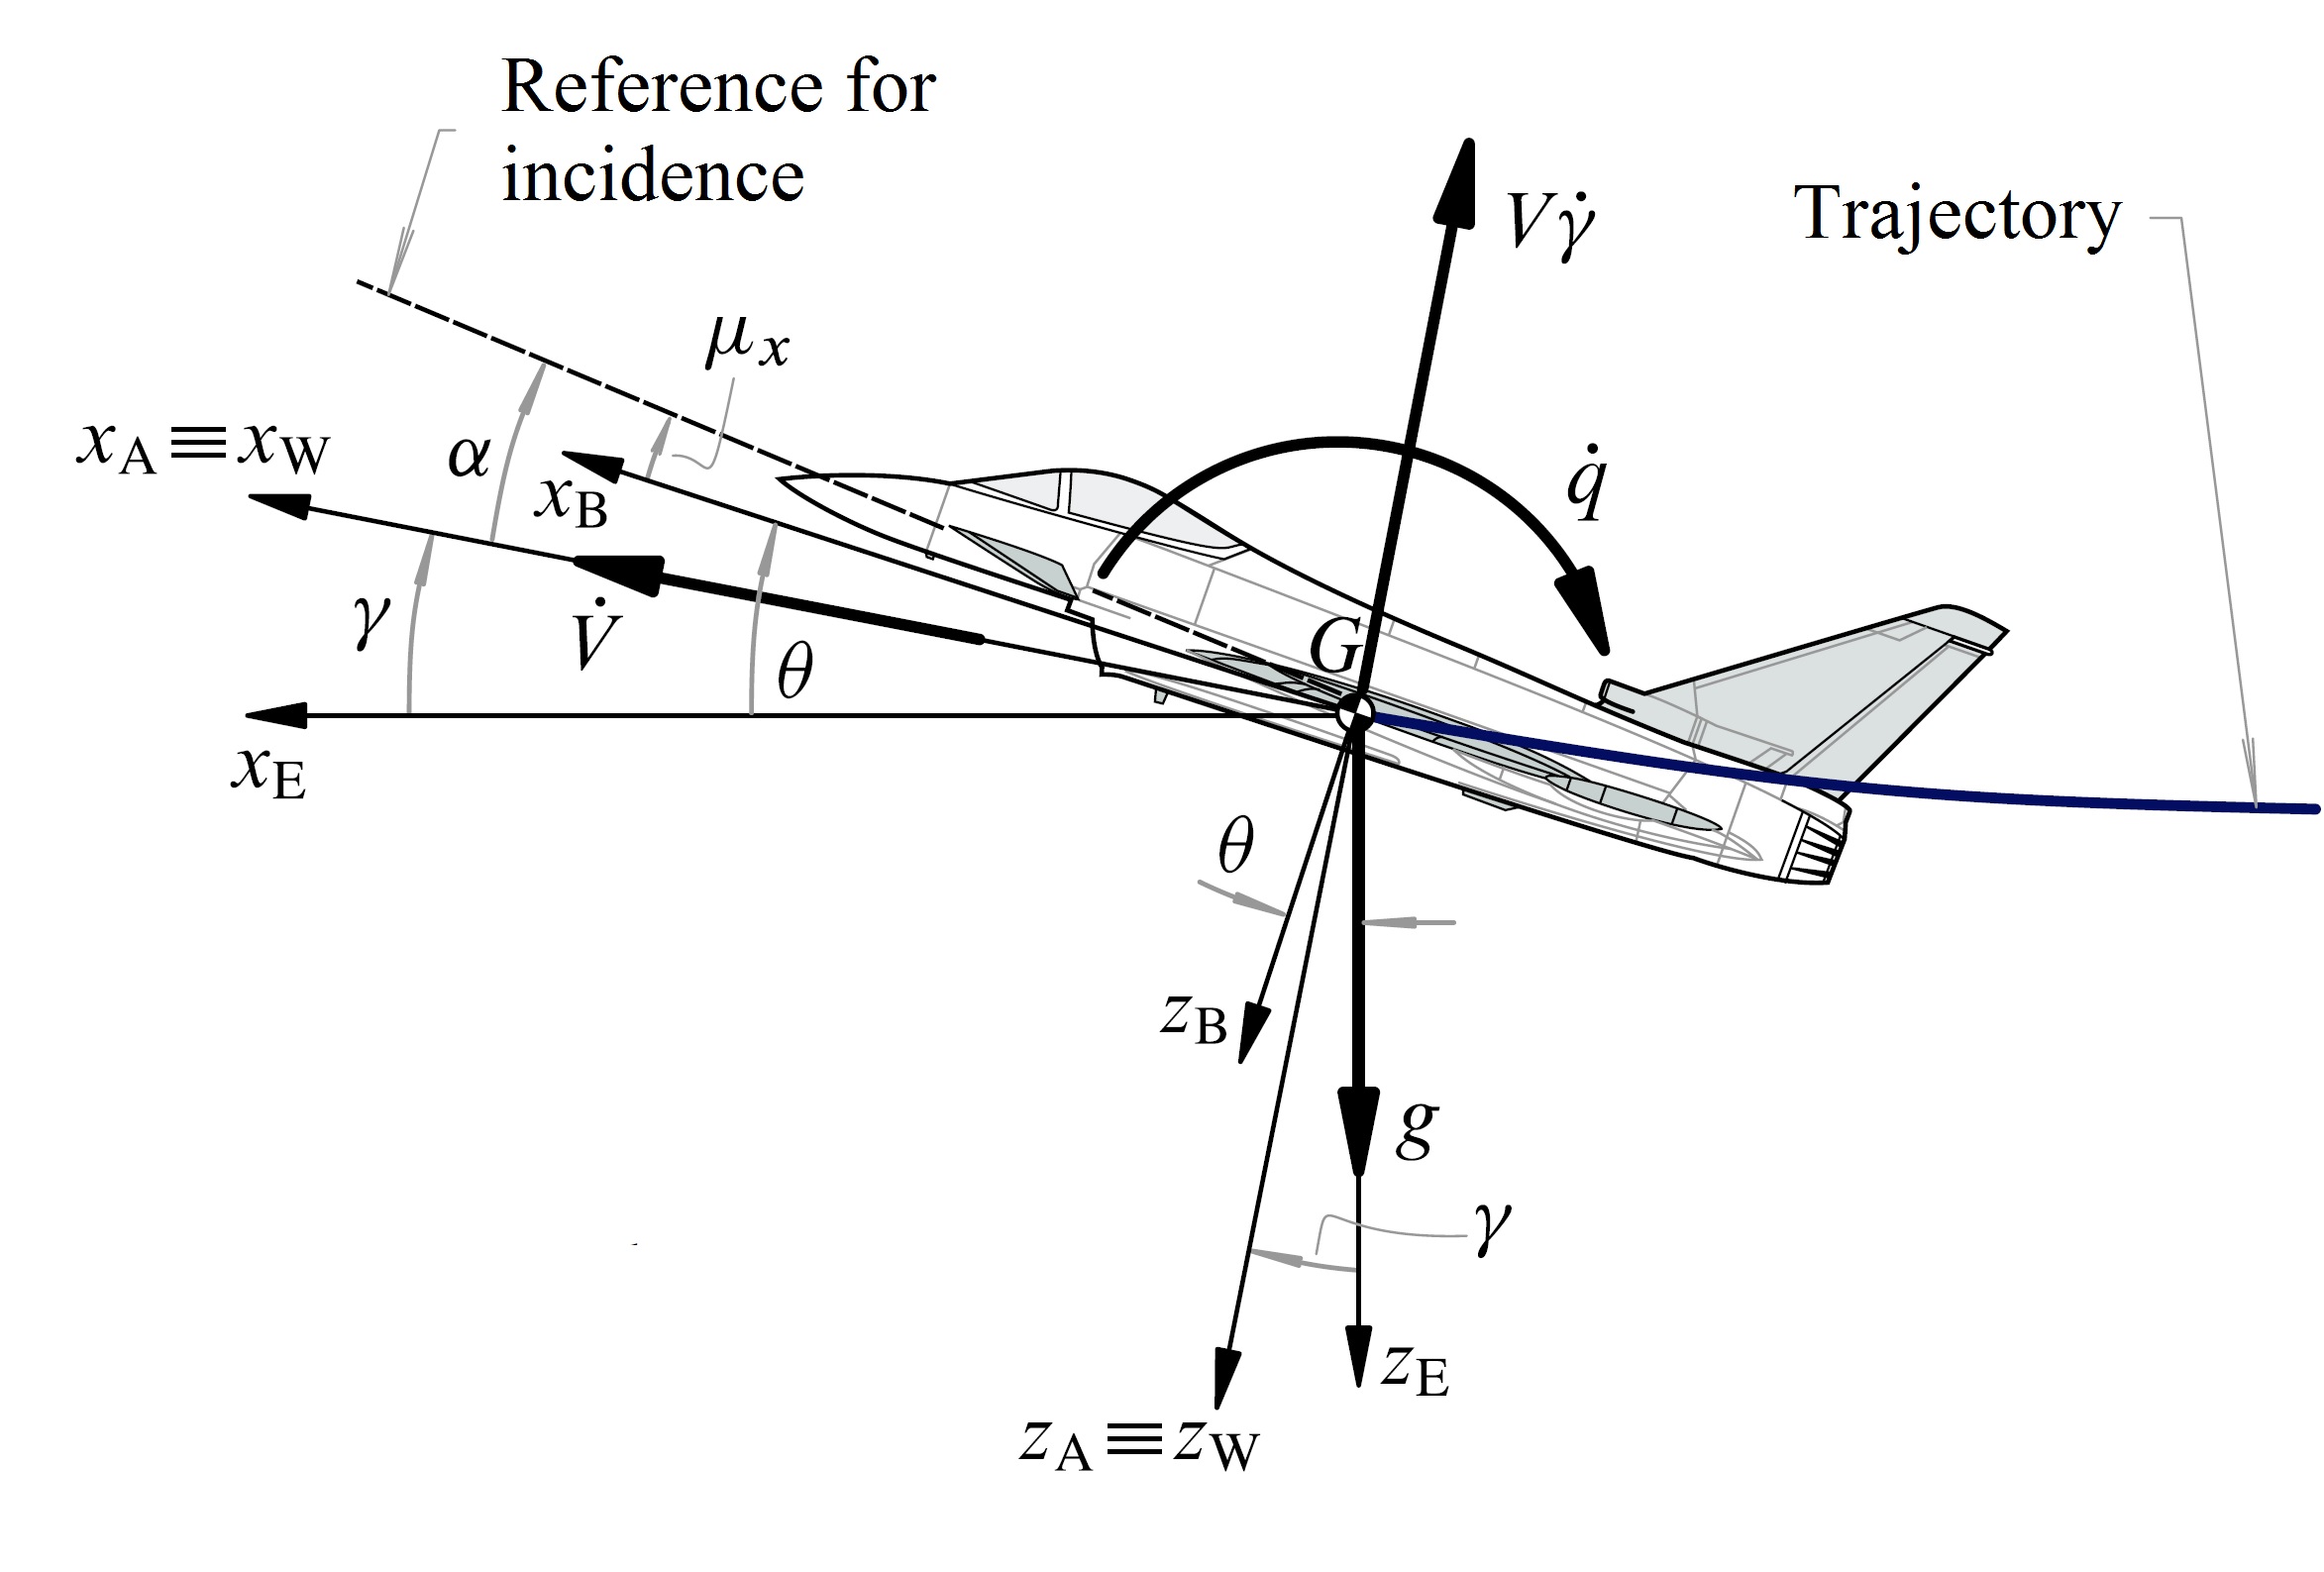 Reference for
incidence
Vγ̇
Trajectory
μx
xA≡xW
α
xB
q̇
γ
V̇
θ
G
xE
θ
zB
g
γ
zE
zA≡zW